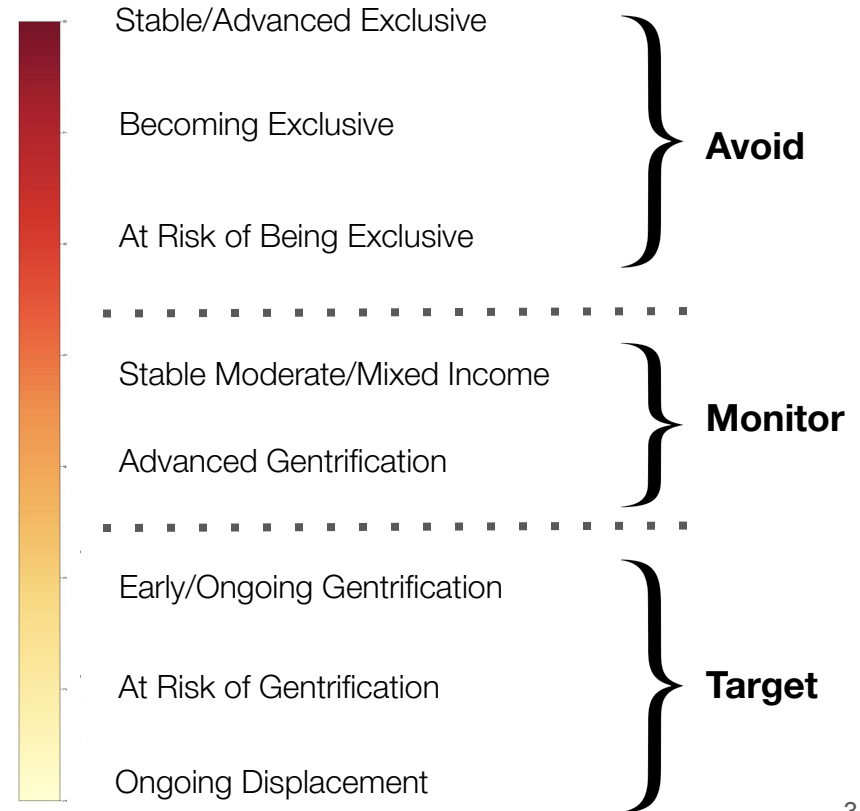 Stable/Advanced Exclusive
Becoming Exclusive
Avoid
At Risk of Being Exclusive
Stable Moderate/Mixed Income
Monitor
Advanced Gentrification
Early/Ongoing Gentrification
At Risk of Gentrification
Target
Ongoing Displacement
3